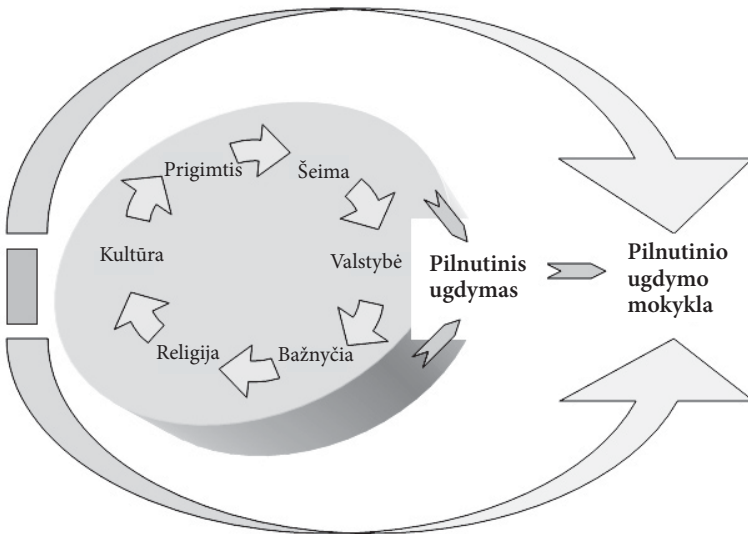 Prigimtis
Šeima
Kultūra
Valstybė
Religija
Bažnyčia
Pilnutinis
ugdymas
Pilnutinio
ugdymo
mokykla